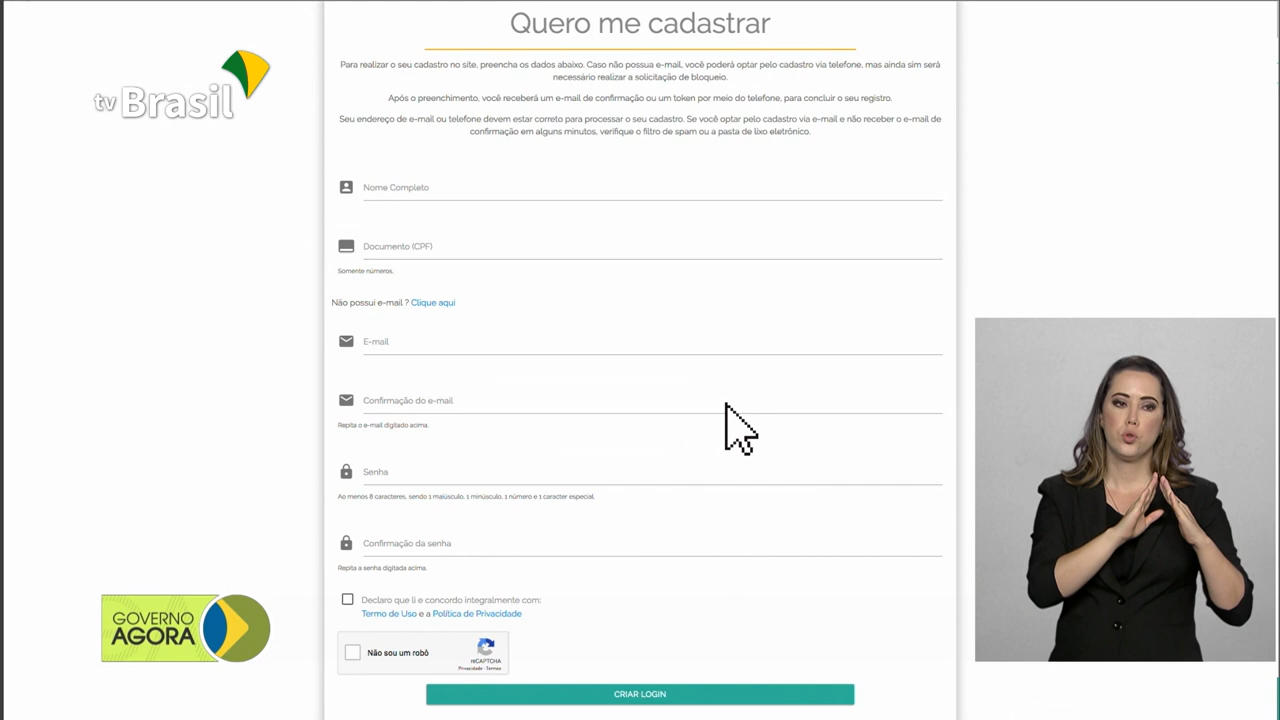 Quero me cadastrar
Para realizar o seu cadastro no site, preencha os dados abaixo. Caso não possua e-mail, você poderá optar pelo cadastro via telefone, mas ainda sim será
necessário realizar a solicitação de bloqueio.
Após o preenchimento, você receberá um e-mail de confirmação ou um token por meio do telefone, para concluir o seu registro.
Seu endereço de e-mail ou telefone devem estar correto para processar o seu cadastro. Se você optar pelo cadastro via e-mail e não receber o e-mail de
confirmação em alguns minutos, verifique o filtro de spam ou a pasta de lixo eletrônico.
tv Brasil
Nome Completo
Documento (CPF)
Somente números.
Não possui e-mail ? Clique aqui
E-mail
Confirmação do e-mail
Repita o e-mail digitado acima.
Senha
Ao menos 8 caracteres, sendo 1 maiúsculo, 1 minúsculo, 1 número e 1 caracter especial.
Confirmação da senha
Repita a senha digitada acima.
Declaro que li e concordo integralmente com:
Termo de Uso e a Política de Privacidade
GOVERNO
AGORA
Não sou um robô
reCAPTCHA
Privacidade - Termos
CRIAR LOGIN